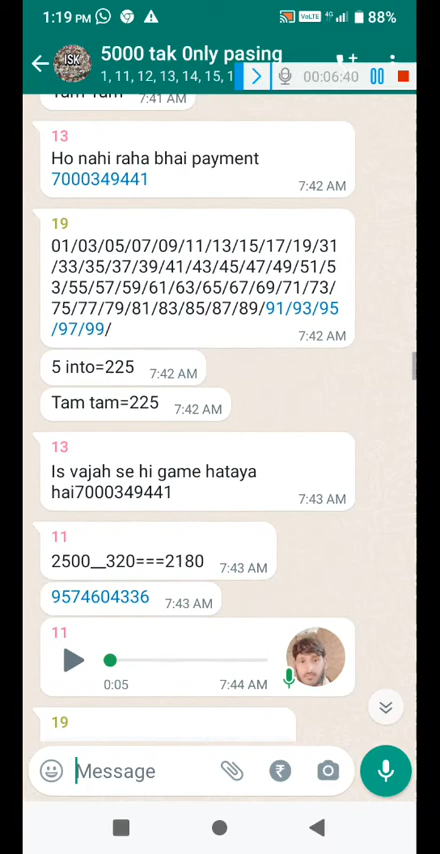 1:19 PM VoLTE 4G 88%
ISK
5000 tak 0nly pasing
1, 11, 12, 13, 14, 15, 1
00:06:40
7:41 AM
13
Ho nahi raha bhai payment
7000349441
7:42 AM
19
01/03/05/07/09/11/13/15/17/19/31
/33/35/37/39/41/43/45/47/49/51/5
3/55/57/59/61/63/65/67/69/71/73/
75/77/79/81/83/85/87/89/91/93/95
/97/99/
7:42 AM
5 into=225 7:42 AM
Tam tam=225 7:42 AM
13
Is vajah se hi game hataya
hai7000349441
7:43 AM
11
2500__320===2180 7:43 AM
9574604336 7:43 AM
11
0:05 7:44 AM
19
Message